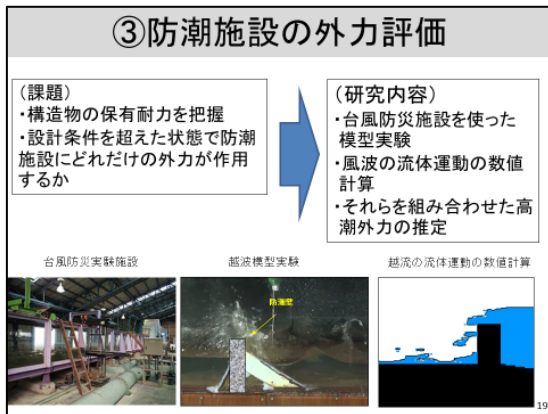 ③防潮施設の外力評価
(課題)
・構造物の保有耐力を把握
・設計条件を超えた状態で防潮
施設にどれだけの外力が作用
するか
(研究内容)
・台風防災施設を使った
模型実験
・風波の流体運動の数値
計算
・それらを組み合わせた高
潮外力の推定
台風防災実験施設
越波模型実験
越流の流体運動の数値計算
防潮壁
19